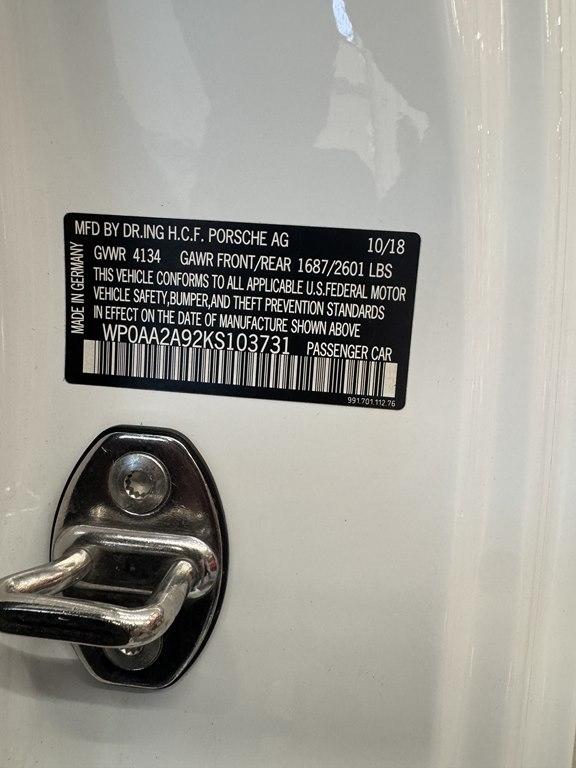 MFD BY DR.ING H.C.F. PORSCHE AG 10/18
GVWR 4134 GAWR FRONT/REAR 1687/2601 LBS
THIS VEHICLE CONFORMS TO ALL APPLICABLE U.S.FEDERAL MOTOR
VEHICLE SAFETY,BUMPER,AND THEFT PREVENTION STANDARDS
IN EFFECT ON THE DATE OF MANUFACTURE SHOWN ABOVE
WP0AA2A92KS103731 PASSENGER CAR
991.701.112.76
MADE IN GERMANY